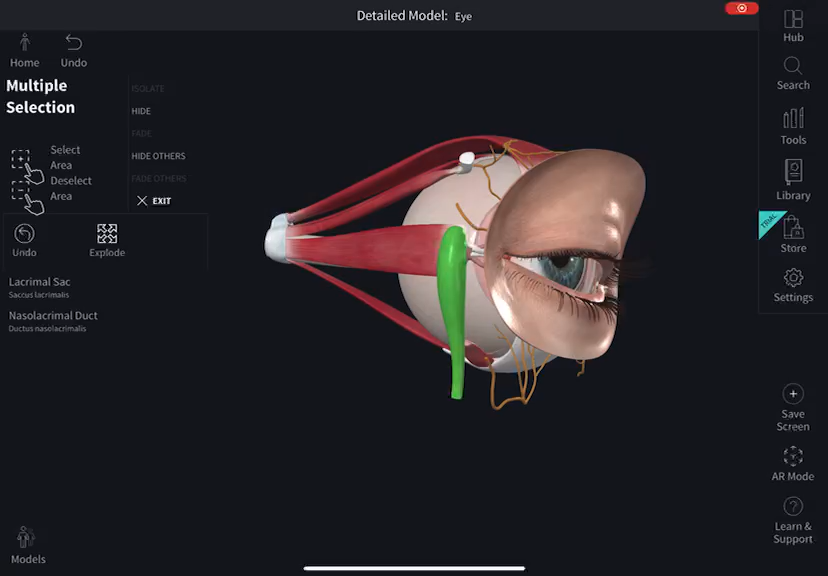 Detailed Model: Eye
Home
Undo
Multiple
Selection
Select
Area
Deselect
Area
ISOLATE
HIDE
FADE
HIDE OTHERS
FADE OTHERS
EXIT
Undo
Explode
Lacrimal Sac
Saccus lacrimalis
Nasolacrimal Duct
Ductus nasolacrimalis
Models
Hub
Search
Tools
Library
TRIAL
Store
Settings
Save
Screen
AR Mode
Learn &
Support